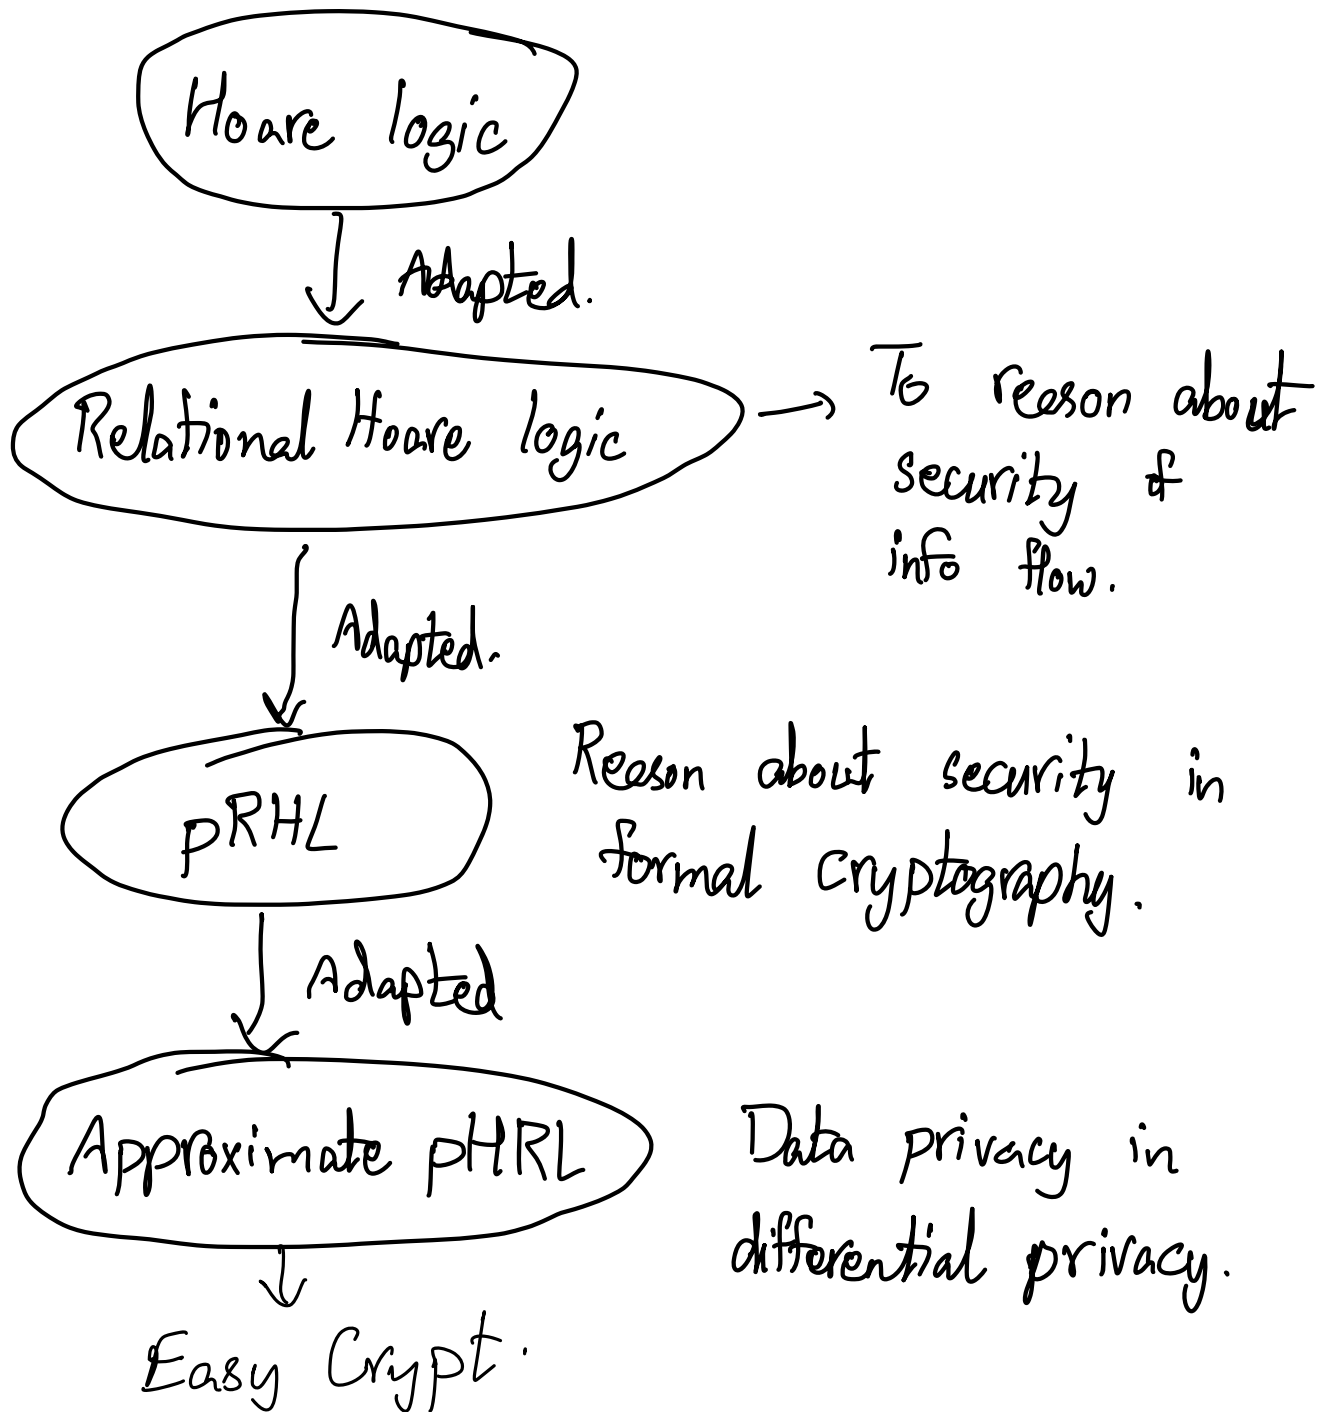 Hoare logic
Adapted.
Relational Hoare logic
To reason about
security of
info flow.
Adapted.
pRHL
Reason about security in
formal cryptography.
Adapted
Approximate pHRL
Data privacy in
differential privacy.
Easy Crypt.